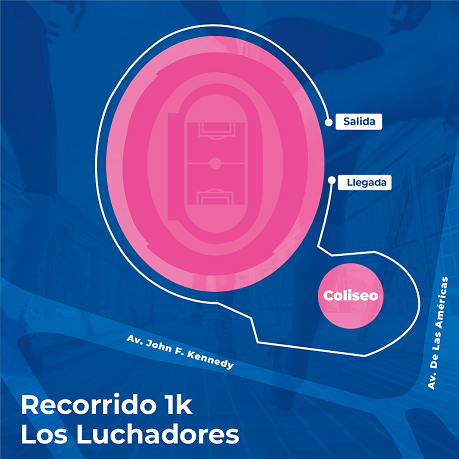 Salida
Llegada
Coliseo
Av. John F. Kennedy
Av. De Las Américas
Recorrido 1k
Los Luchadores